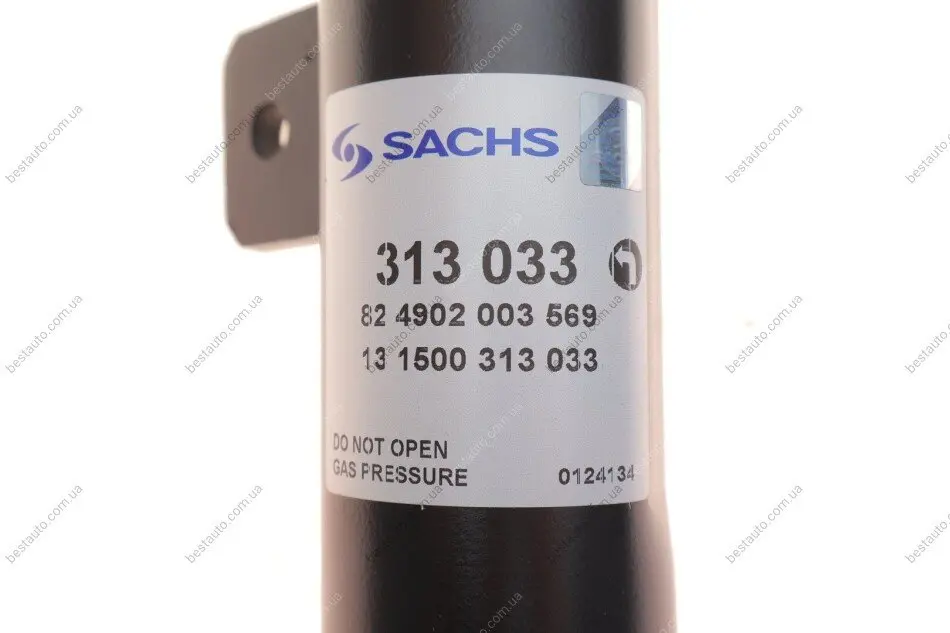 SACHS
313 033
82 4902 003 569
13 1500 313 033
DO NOT OPEN
GAS PRESSURE
0124134
bestauto.com.ua